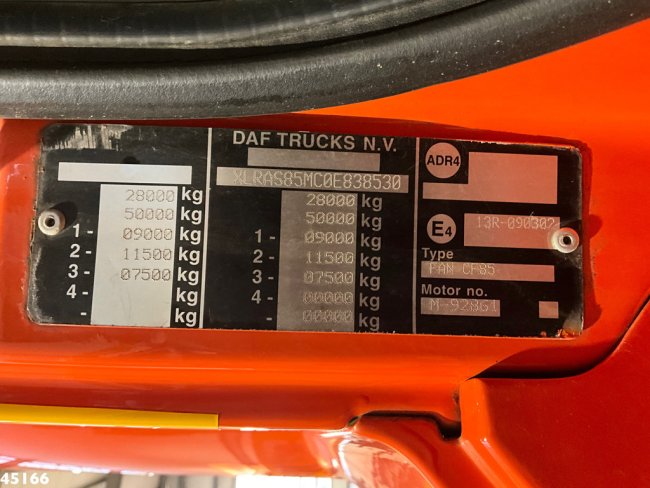 DAF TRUCKS N.V.
XLRAS85MC0E838530
28000 kg
50000 kg
1 - 09000 kg
2 - 11500 kg
3 - 07500 kg
4 - kg
- kg
28000 kg
50000 kg
1 - 09000 kg
2 - 11500 kg
3 - 07500 kg
4 - 00000 kg
- 00000 kg
ADR4
E4 13R-090302
Type
FAN CF85
Motor no.
M-92861
45166